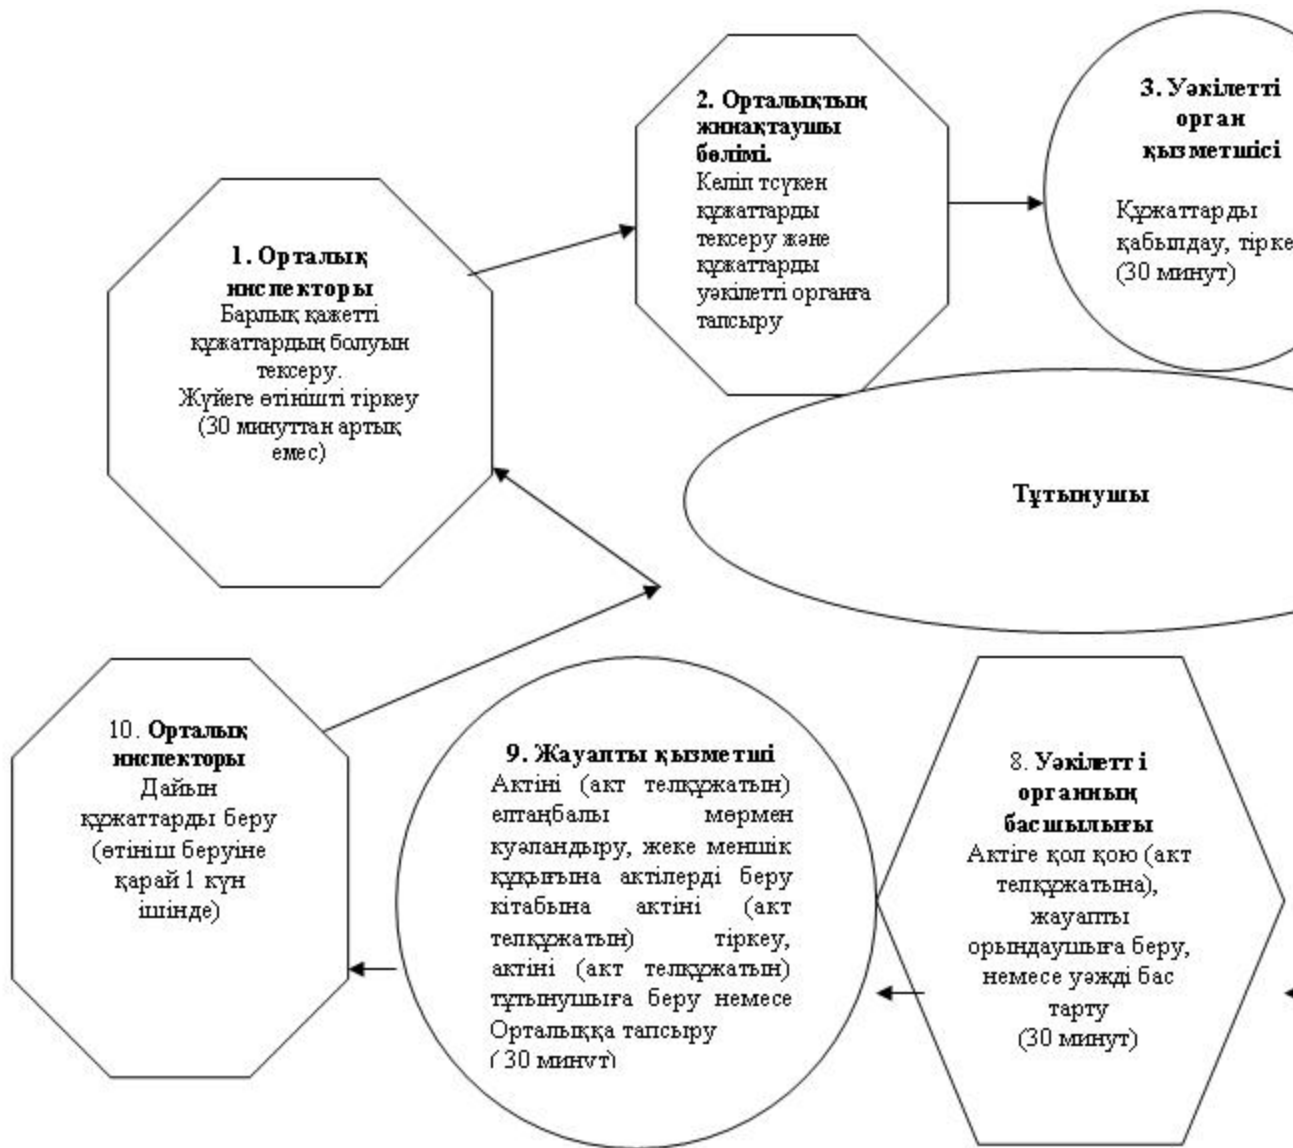 1. Орталық
инспекторы
Барлық қажетті
құжаттардың болуын
тексеру.
Жүйеге өтінішті тіркеу
(30 минуттан артық
емес)
2. Орталықтың
жинақтаушы
бөлімі.
Келіп тсүкен
құжаттарды
тексеру және
құжаттарды
уәкілетті органға
тапсыру
3. Уәкілетті
орган
қызметшісі
Құжаттарды
қабылдау, тірке
(30 минут)
Тұтынушы
10. Орталық
инспекторы
Дайын
құжаттарды беру
(өтініш беруіне
қарай 1 күн
ішінде)
9. Жауапты қызметші
Актіні (акт телқұжатын)
елтаңбалы мөрмен
куәландыру, жеке меншік
құқығына актілерді беру
кітабына актіні (акт
телқұжатын) тіркеу,
актіні (акт телқұжатын)
тұтынушыға беру немесе
Орталыққа тапсыру
( 30 минут)
8. Уәкілетт і
органның
басшылығы
Актіге қол қою (акт
телқұжатына),
жауапты
орындаушыға беру,
немесе уәжді бас
тарту
(30 минут)